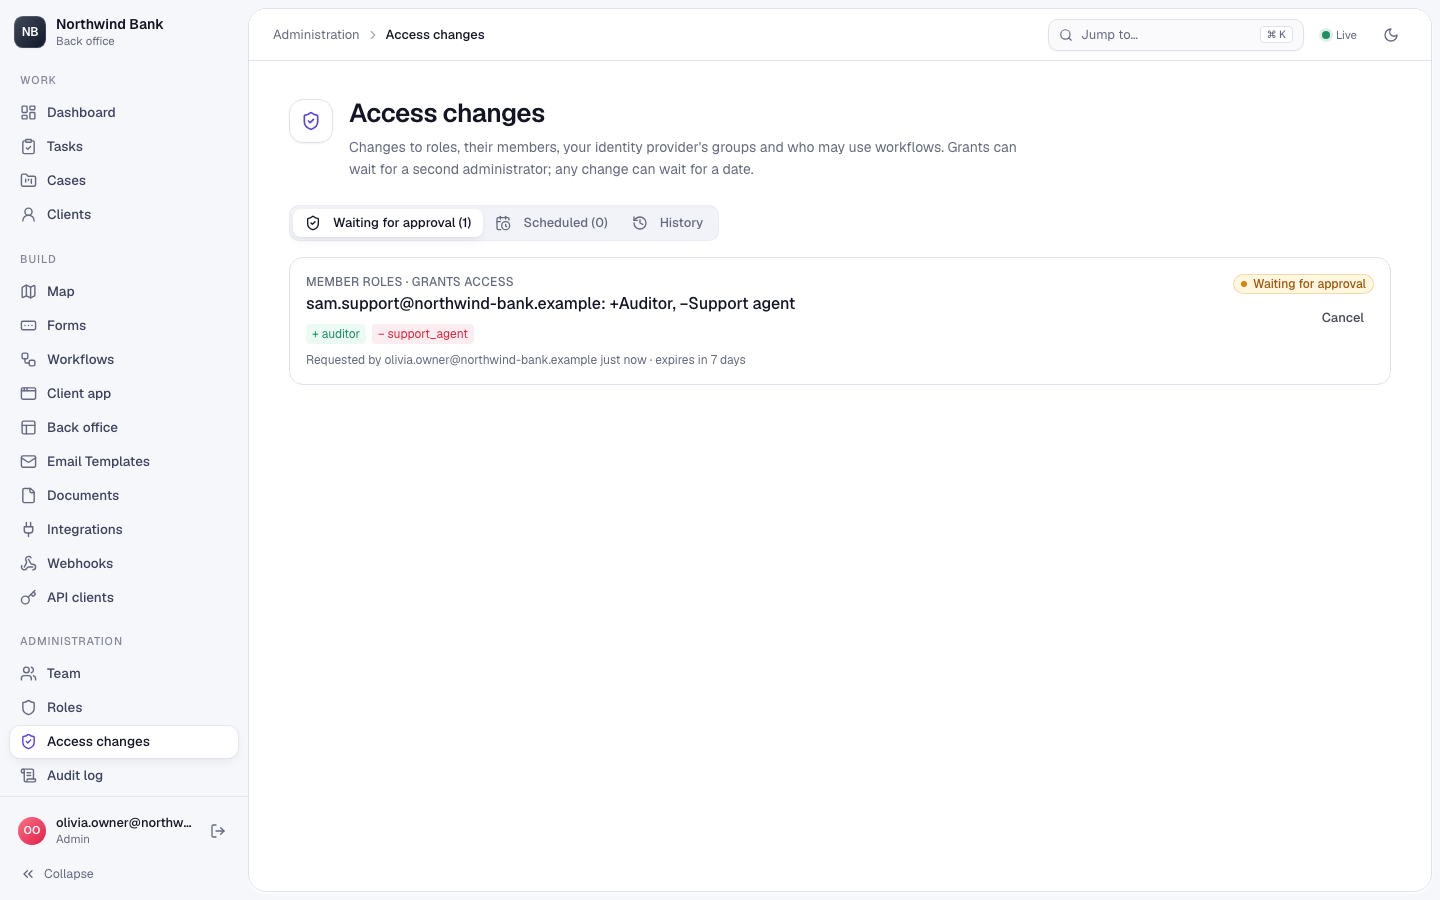 NB
Northwind Bank
Back office
WORK
Dashboard
Tasks
Cases
Clients
BUILD
Map
Forms
Workflows
Client app
Back office
Email Templates
Documents
Integrations
Webhooks
API clients
ADMINISTRATION
Team
Roles
Access changes
Audit log
OO
olivia.owner@northw...
Admin
Collapse
Administration > Access changes
Jump to...
⌘ K
Live
Access changes
Changes to roles, their members, your identity provider's groups and who may use workflows. Grants can
wait for a second administrator; any change can wait for a date.
Waiting for approval (1)
Scheduled (0)
History
MEMBER ROLES · GRANTS ACCESS
Waiting for approval
sam.support@northwind-bank.example: +Auditor, −Support agent
Cancel
+ auditor
− support_agent
Requested by olivia.owner@northwind-bank.example just now · expires in 7 days